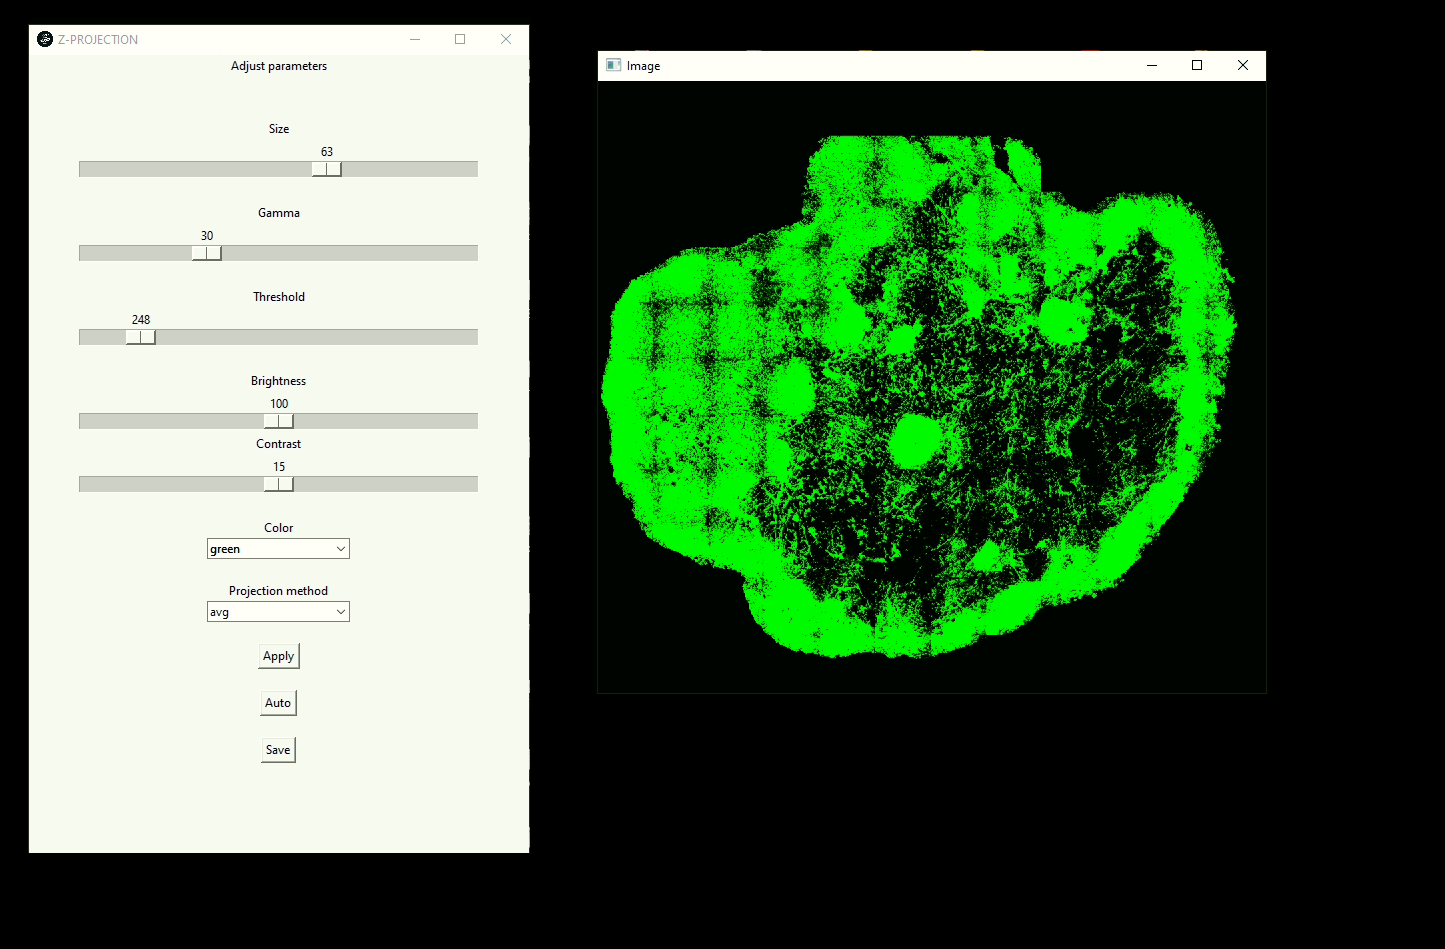 Z-PROJECTION
Adjust parameters
Size
63
Gamma
30
Threshold
248
Brightness
100
Contrast
15
Color
green
Projection method
avg
Apply
Auto
Save
Image